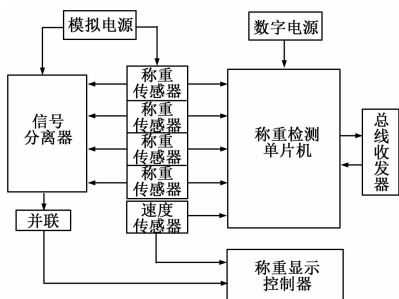 模拟电源
数字电源
称重
传感器
称重
传感器
称重
传感器
称重
传感器
速度
传感器
信号
分离器
并联
称重检测
单片机
总
线
收
发
器
称重显示
控制器